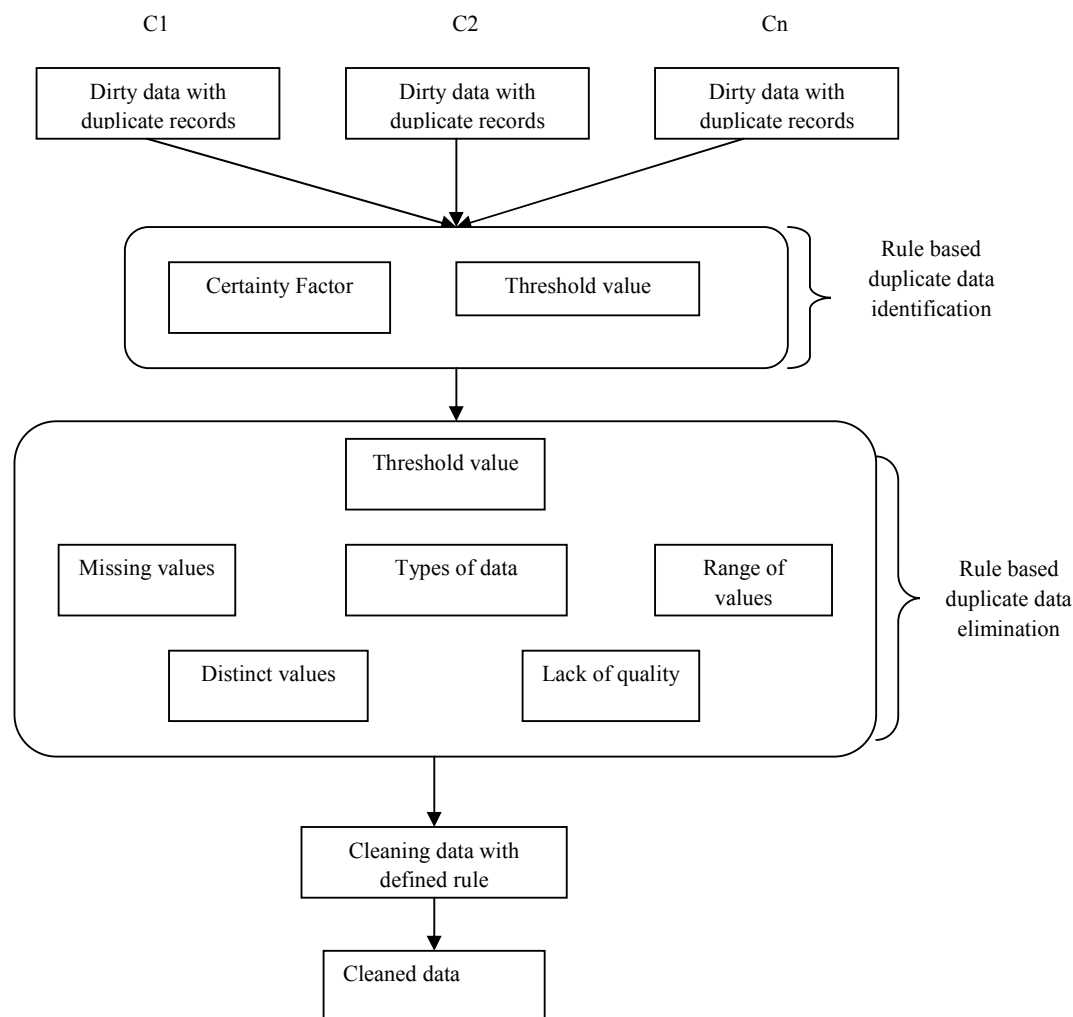 C1
C2
Cn
Dirty data with
duplicate records
Dirty data with
duplicate records
Dirty data with
duplicate records
Certainty Factor
Threshold value
Rule based
duplicate data
identification
Threshold value
Missing values
Types of data
Range of
values
Distinct values
Lack of quality
Rule based
duplicate data
elimination
Cleaning data with
defined rule
Cleaned data